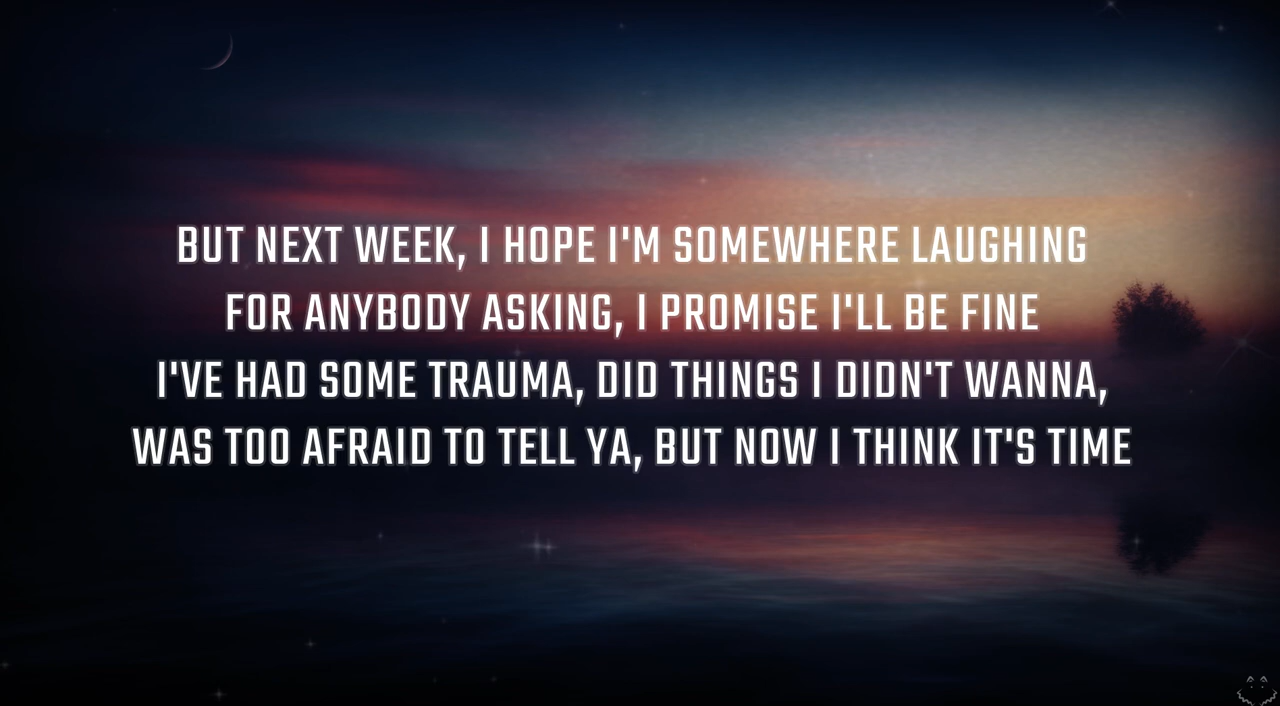 BUT NEXT WEEK, I HOPE I'M SOMEWHERE LAUGHING
FOR ANYBODY ASKING, I PROMISE I'LL BE FINE
I'VE HAD SOME TRAUMA, DID THINGS I DIDN'T WANNA,
WAS TOO AFRAID TO TELL YA, BUT NOW I THINK IT'S TIME